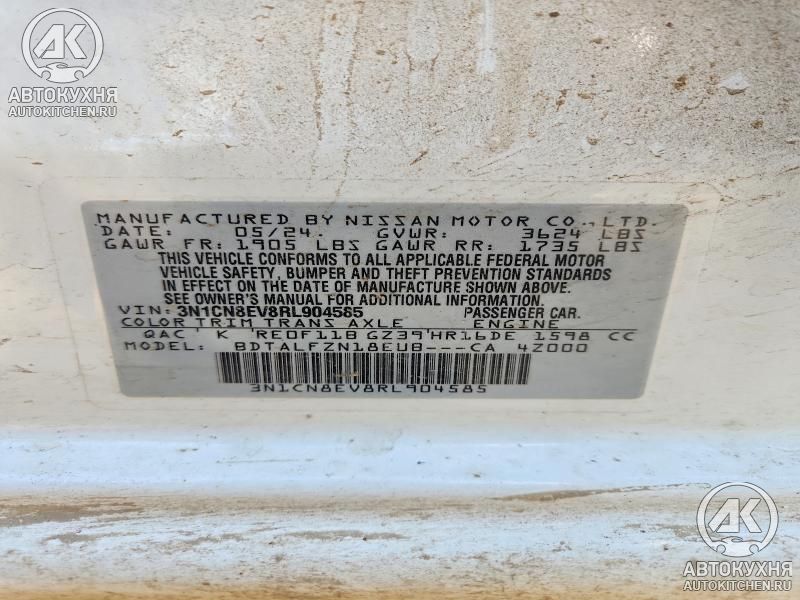 АК
АВТОКУХНЯ
AUTOKITCHEN.RU
MANUFACTURED BY NISSAN MOTOR CO., LTD.
DATE: 05/24 GVWR: 3624 LBS
GAWR FR: 1905 LBS GAWR RR: 1735 LBS
THIS VEHICLE CONFORMS TO ALL APPLICABLE FEDERAL MOTOR
VEHICLE SAFETY, BUMPER AND THEFT PREVENTION STANDARDS
IN EFFECT ON THE DATE OF MANUFACTURE SHOWN ABOVE.
SEE OWNER'S MANUAL FOR ADDITIONAL INFORMATION.
VIN: 3N1CN8EV8RL904585 PASSENGER CAR.
COLOR TRIM TRANS AXLE ENGINE
QAC K 'RE0F11B GZ39'HR16DE 1598 CC
MODEL: BDTALFZN18EU8---CA 4Z000
3N1CN8EV8RL904585
АК
АВТОКУХНЯ
AUTOKITCHEN.RU